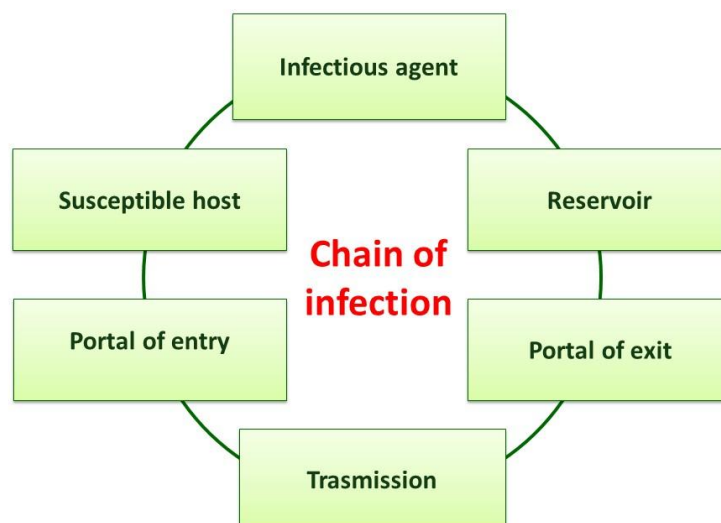 Infectious agent
Susceptible host
Reservoir
Chain of
infection
Portal of entry
Portal of exit
Trasmission